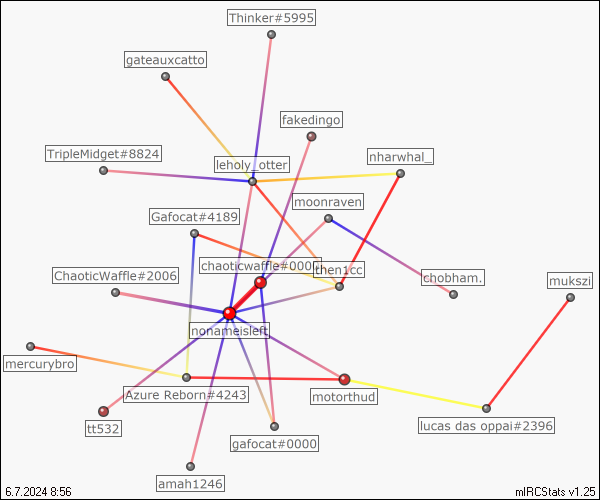 Thinker#5995
gateauxcatto
fakedingo
TripleMidget#8824
nharwhal_
leholy_otter
moonraven
Gafocat#4189
chaoticwaffle#0000
then1cc
ChaoticWaffle#2006
chobham.
mukszi
nonameisleft
mercurybro
Azure Reborn#4243
motorthud
lucas das oppai#2396
tt532
gafocat#0000
amah1246
6.7.2024 8:56
mIRCStats v1.25